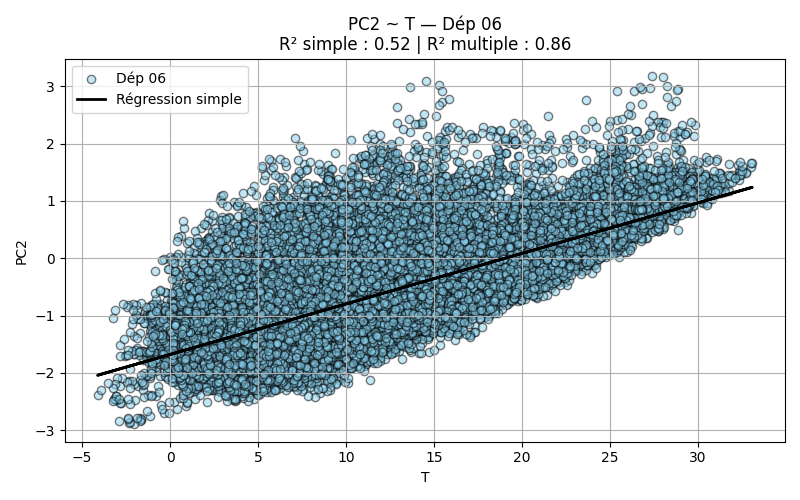 PC2 ~ T — Dép 06
R² simple : 0.52 | R² multiple : 0.86
Dép 06
Régression simple
PC2
3
2
1
0
−1
−2
−3
−5
0
5
10
15
20
25
30
T